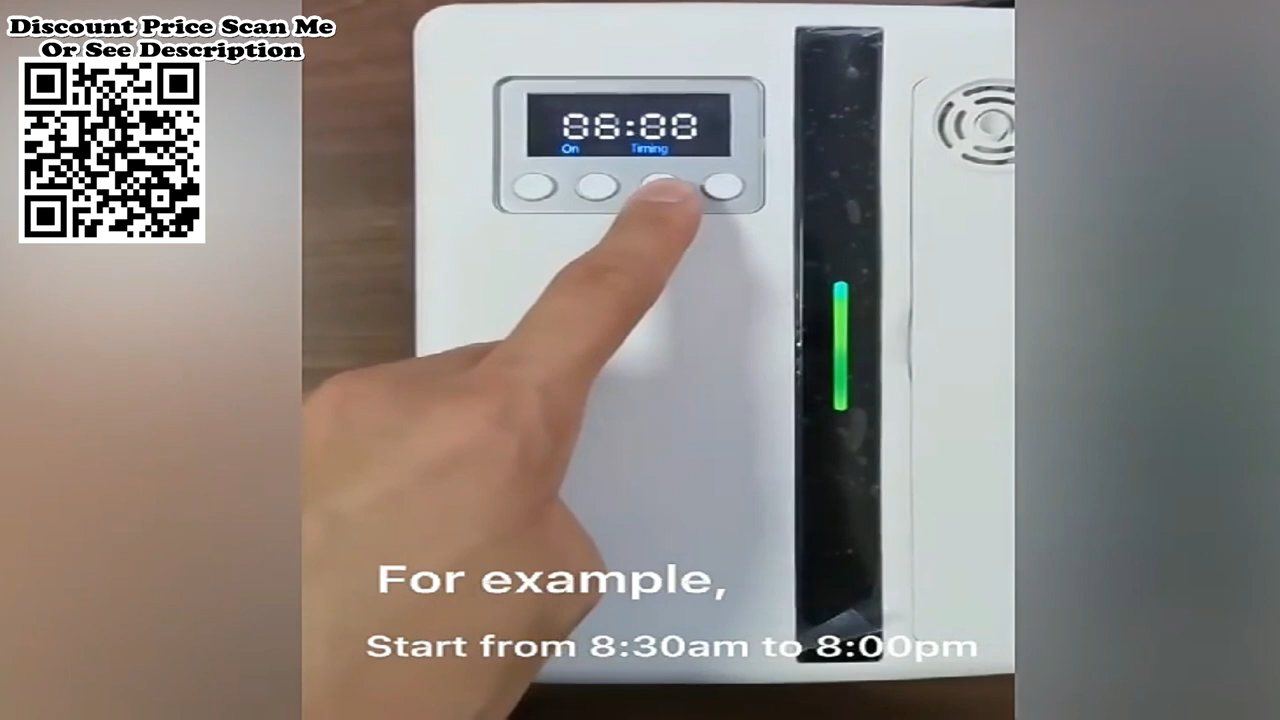 Discount Price Scan Me
Or See Description
88:88
On Timing
For example,
Start from 8:30am to 8:00pm